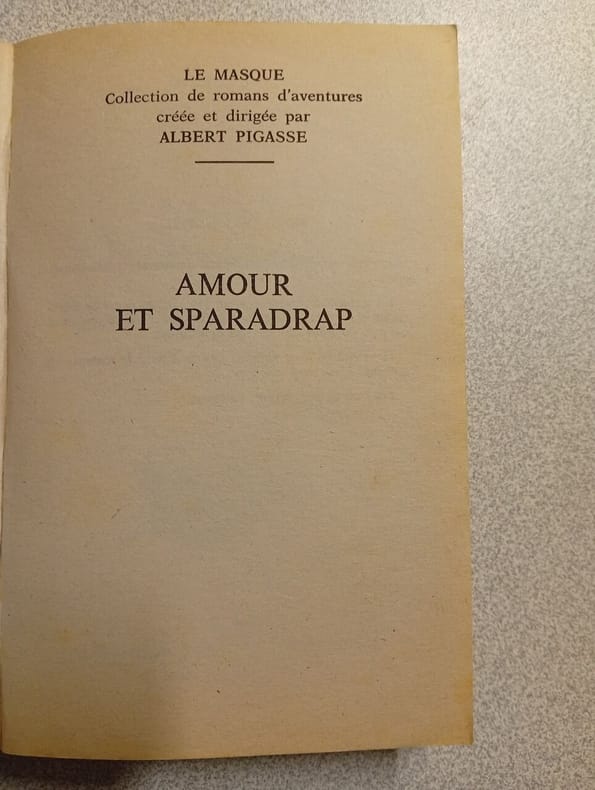 LE MASQUE
Collection de romans d'aventures
créée et dirigée par
ALBERT PIGASSE
AMOUR
ET SPARADRAP